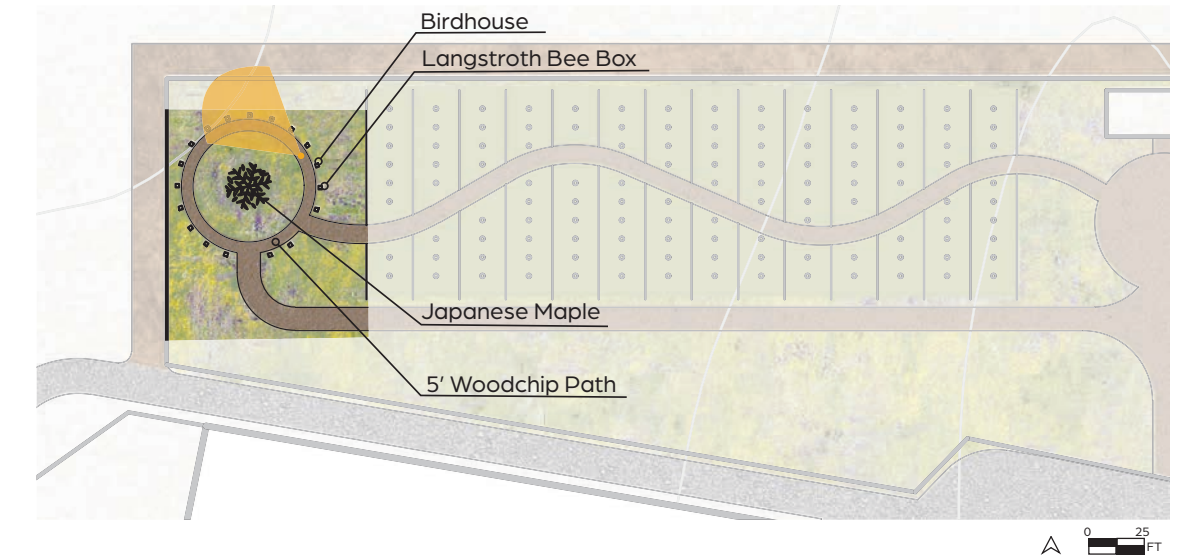 Birdhouse
Langstroth Bee Box
Japanese Maple
5' Woodchip Path
0 25
FT